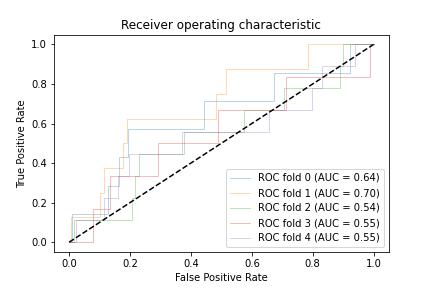 Receiver operating characteristic
1.0
0.8
0.6
0.4
0.2
0.0
True Positive Rate
ROC fold 0 (AUC = 0.64)
ROC fold 1 (AUC = 0.70)
ROC fold 2 (AUC = 0.54)
ROC fold 3 (AUC = 0.55)
ROC fold 4 (AUC = 0.55)
0.0 0.2 0.4 0.6 0.8 1.0
False Positive Rate